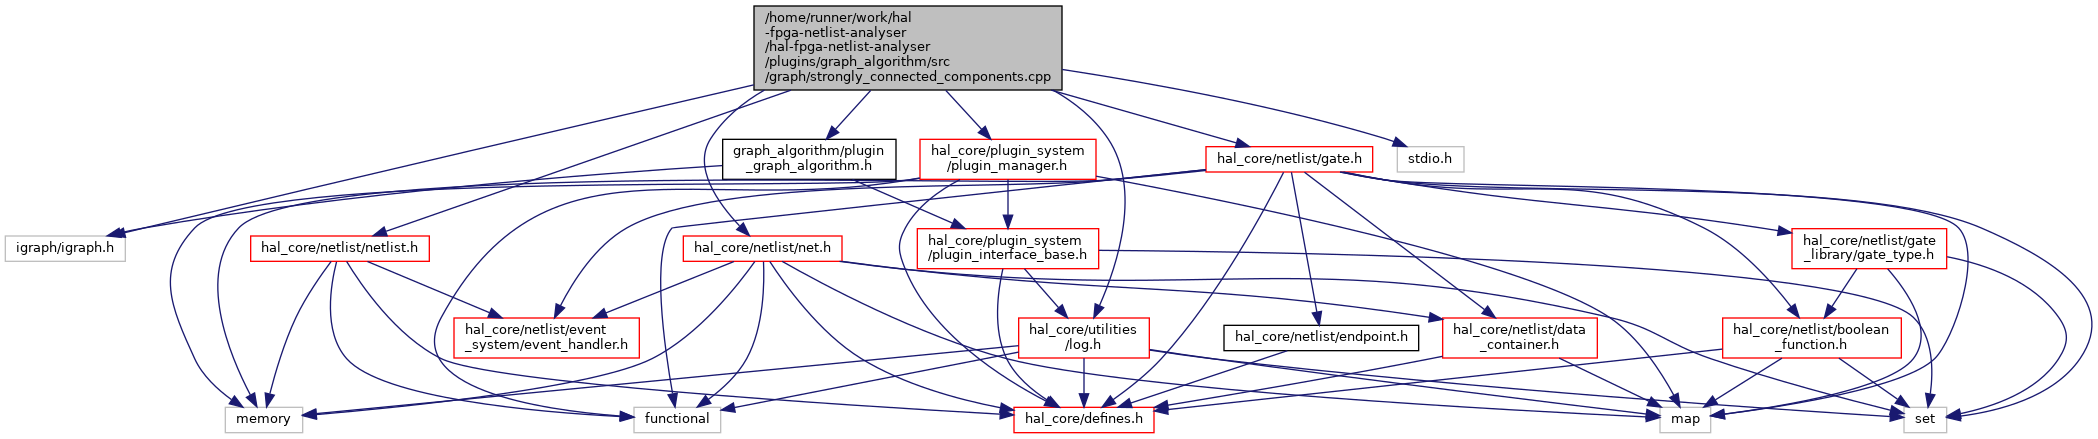 /home/runner/work/hal
-fpga-netlist-analyser
/hal-fpga-netlist-analyser
/plugins/graph_algorithm/src
/graph/strongly_connected_components.cpp
graph_algorithm/plugin
_graph_algorithm.h
hal_core/plugin_system
/plugin_manager.h
hal_core/netlist/gate.h
stdio.h
igraph/igraph.h
hal_core/netlist/netlist.h
hal_core/netlist/net.h
hal_core/plugin_system
/plugin_interface_base.h
hal_core/netlist/gate
_library/gate_type.h
hal_core/netlist/event
_system/event_handler.h
hal_core/utilities
/log.h
hal_core/netlist/endpoint.h
hal_core/netlist/data
_container.h
hal_core/netlist/boolean
_function.h
memory
functional
hal_core/defines.h
map
set